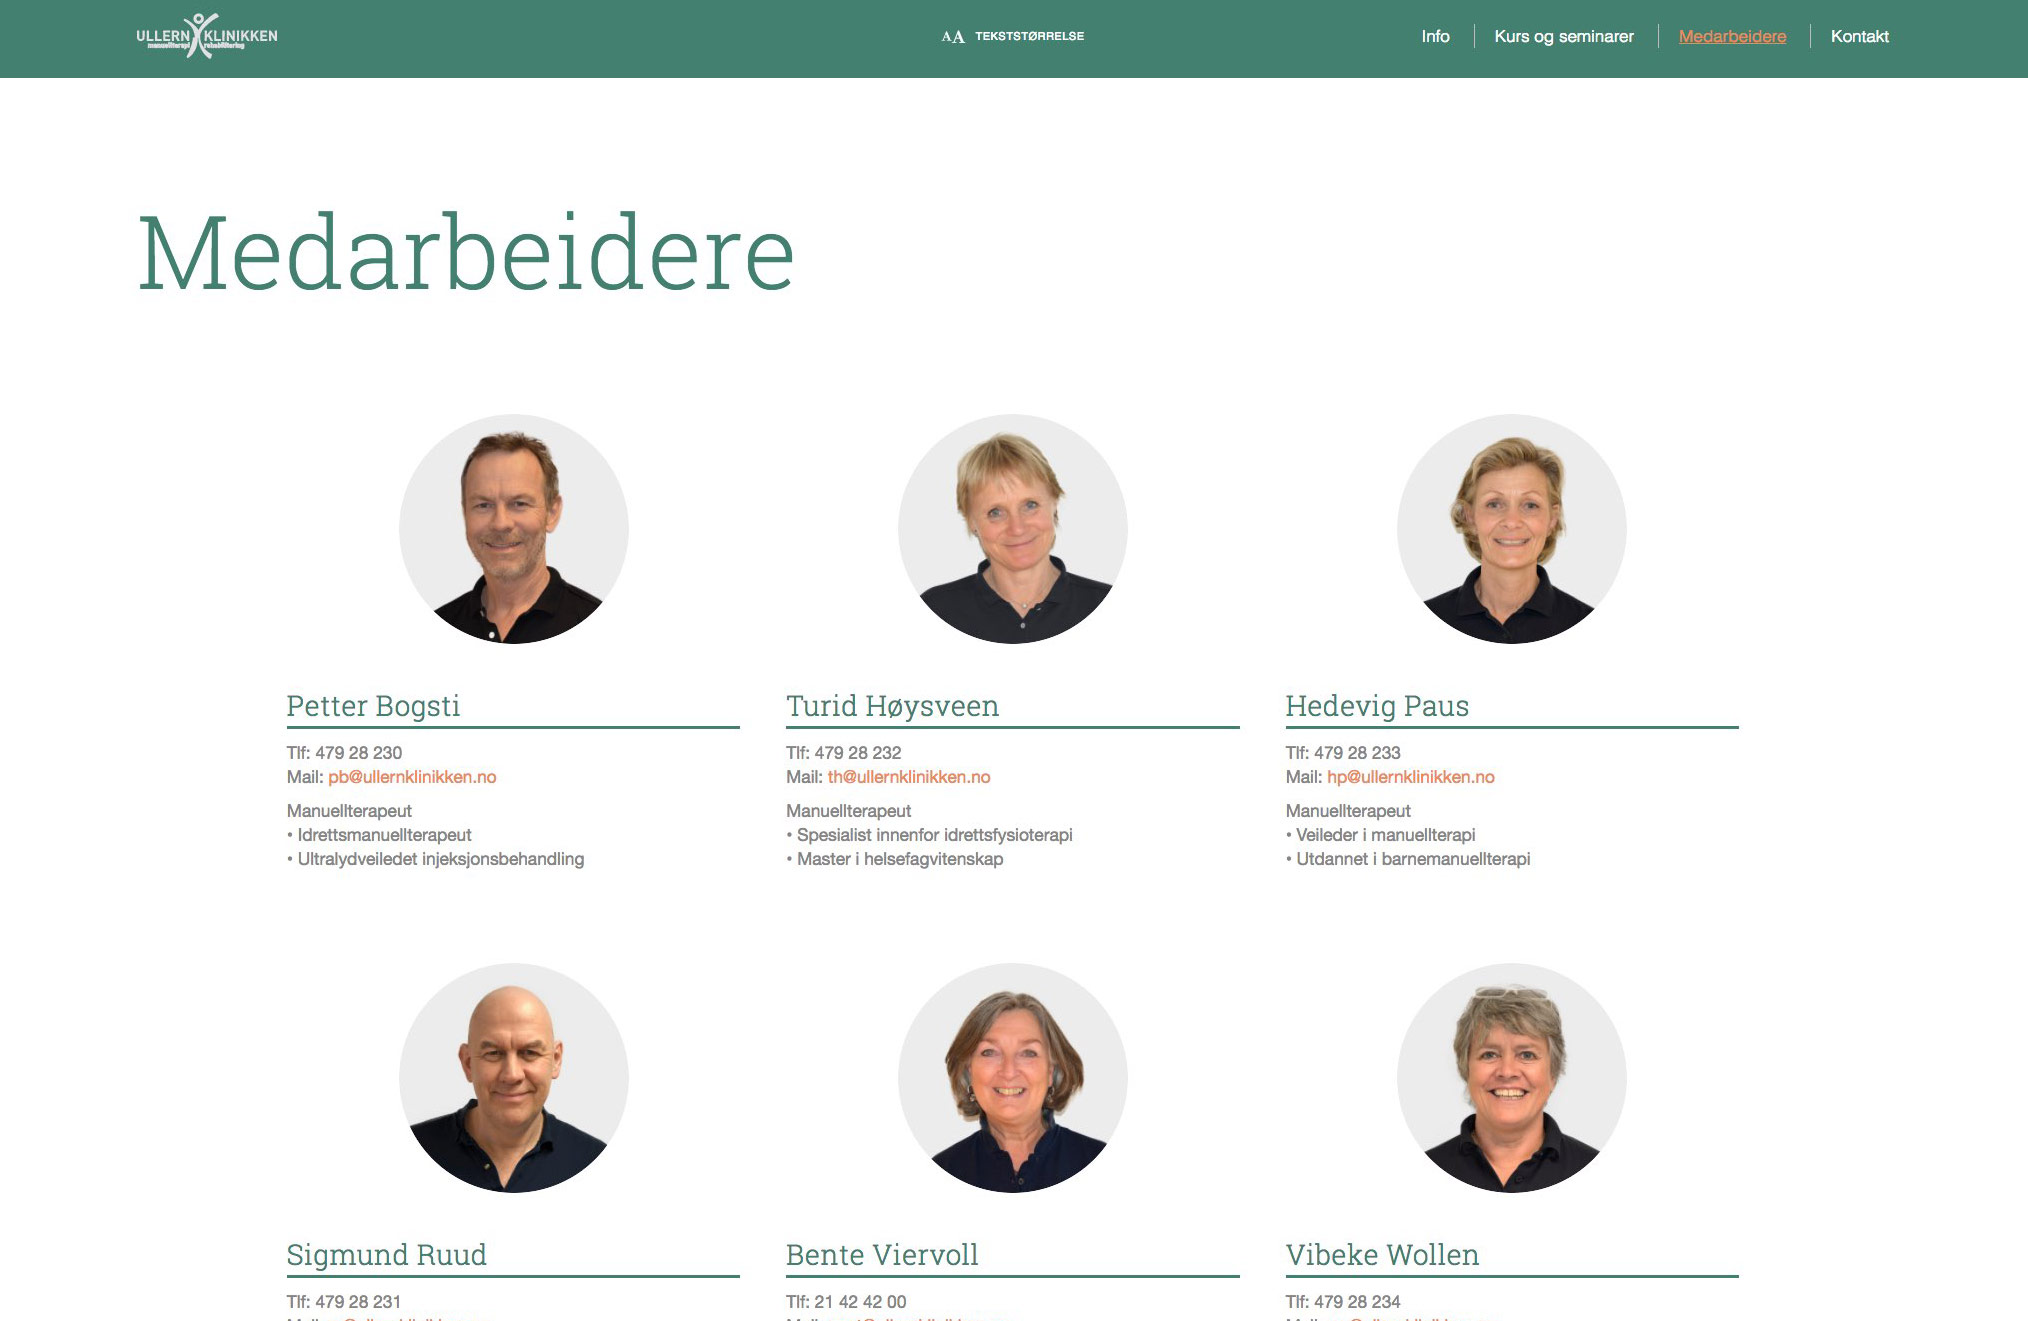 ULLERN KLINIKKEN
manuellterapi rehabilitering
AA TEKSTSTØRRELSE
Info
Kurs og seminarer
Medarbeidere
Kontakt
Medarbeidere
Petter Bogsti
Tlf: 479 28 230
Mail: pb@ullernklinikken.no
Manuellterapeut
• Idrettsmanuellterapeut
• Ultralydveiledet injeksjonsbehandling
Turid Høysveen
Tlf: 479 28 232
Mail: th@ullernklinikken.no
Manuellterapeut
• Spesialist innenfor idrettsfysioterapi
• Master i helsefagvitenskap
Hedevig Paus
Tlf: 479 28 233
Mail: hp@ullernklinikken.no
Manuellterapeut
• Veileder i manuellterapi
• Utdannet i barnemanuellterapi
Sigmund Ruud
Tlf: 479 28 231
Bente Viervoll
Tlf: 21 42 42 00
Vibeke Wollen
Tlf: 479 28 234